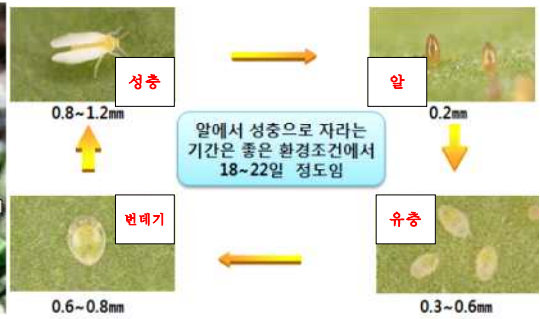 성충
알
0.8~1.2mm
0.2mm
알에서 성충으로 자라는
기간은 좋은 환경조건에서
18~22일 정도임
번데기
유충
0.6~0.8mm
0.3~0.6mm